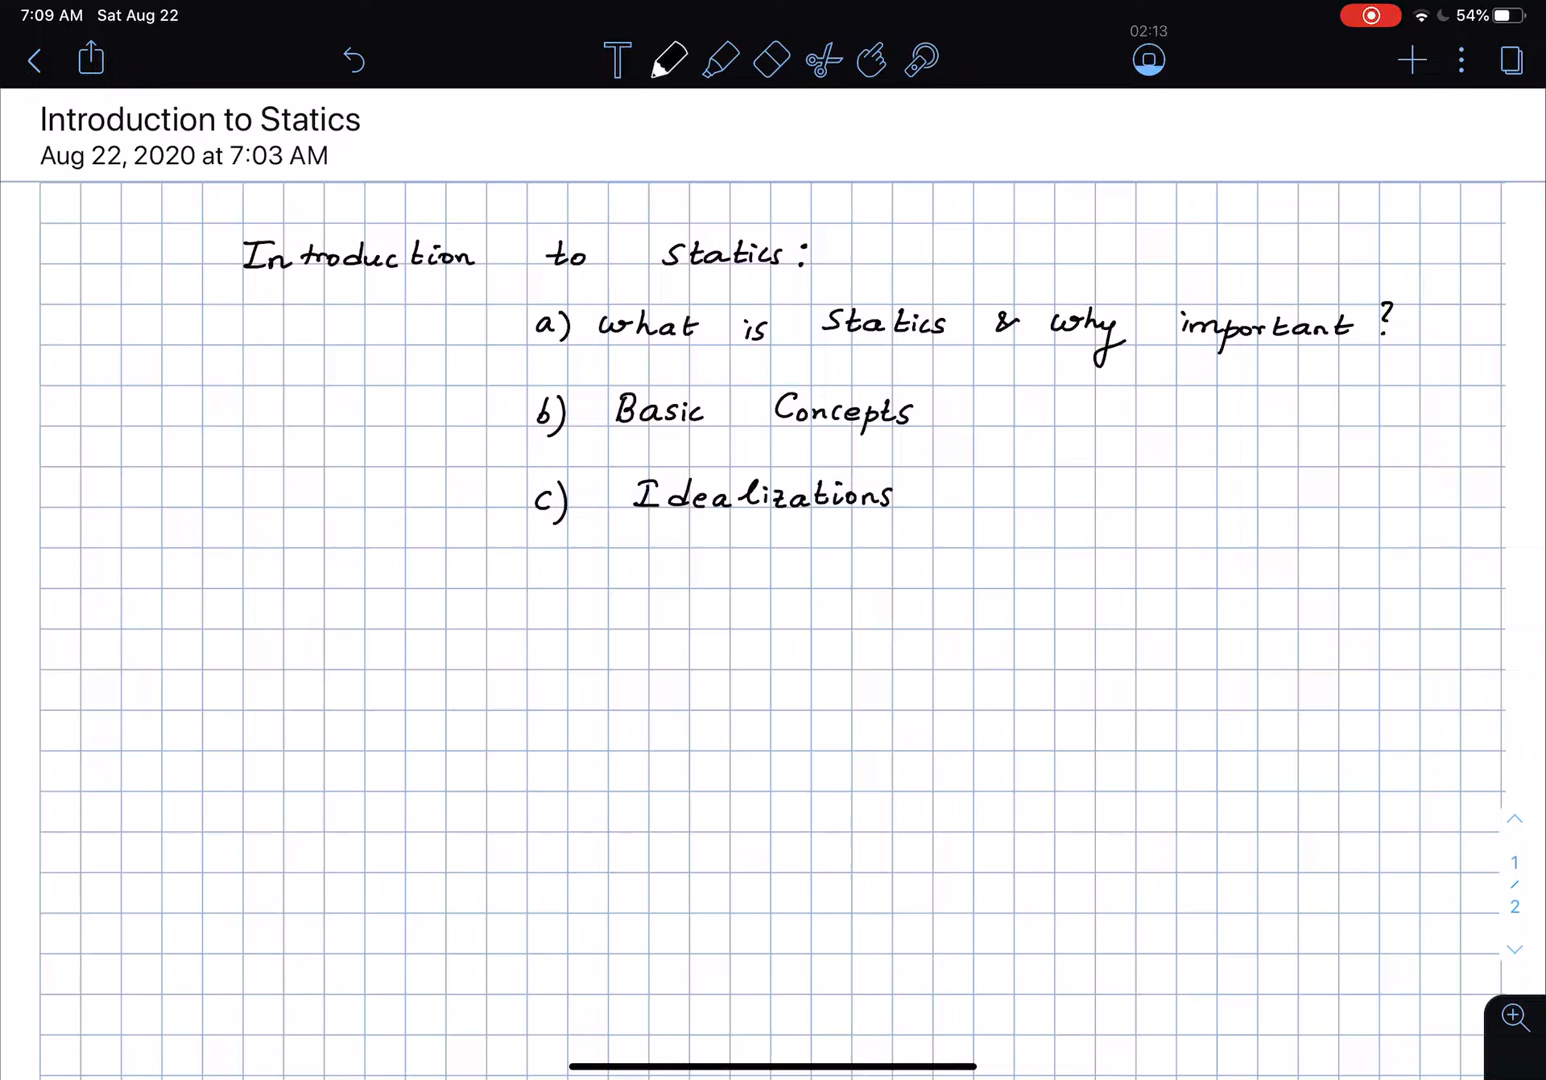 7:09 AM Sat Aug 22
54%
02:13
Introduction to Statics
Aug 22, 2020 at 7:03 AM
Introduction to Statics:
a) what is Statics & why important?
b) Basic Concepts
c) Idealizations
1
/
2